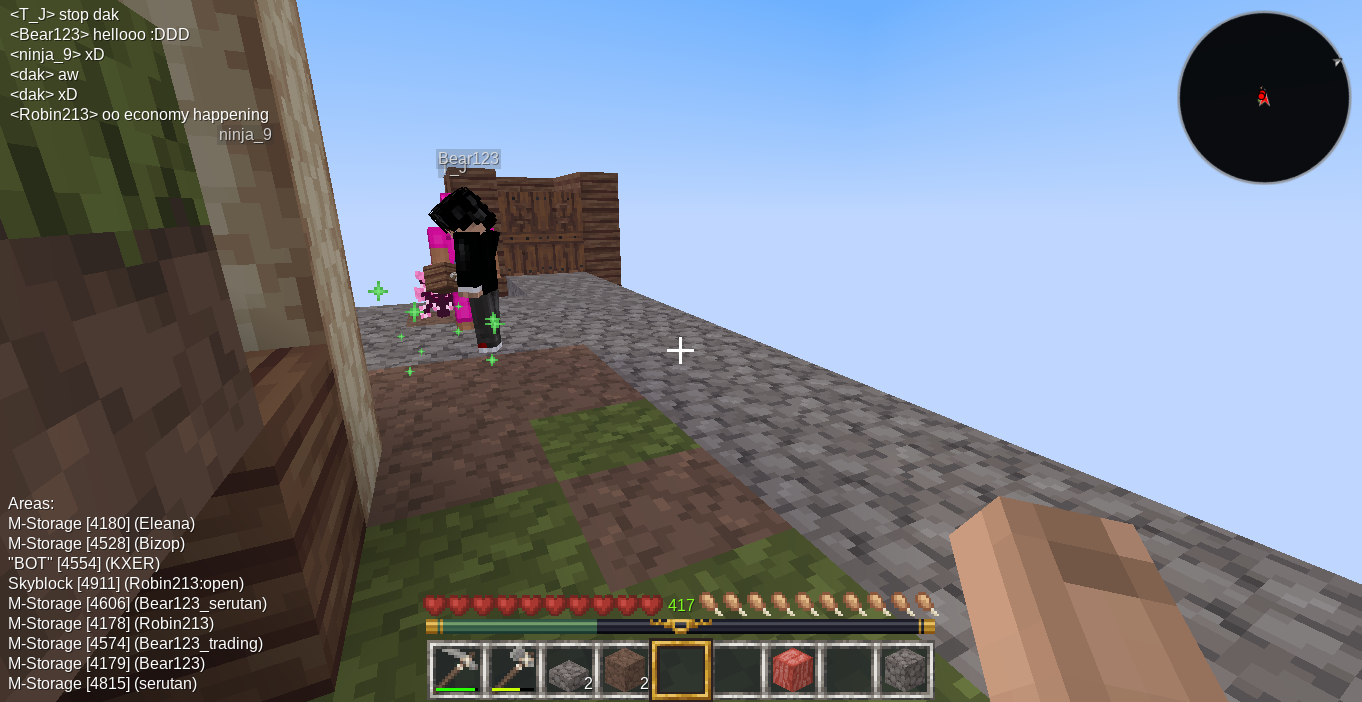 <T_J> stop dak
<Bear123> hellooo :DDD
<ninja_9> xD
<dak> aw
<dak> xD
<Robin213> oo economy happening
ninja_9
Bear123
Areas:
M-Storage [4180] (Eleana)
M-Storage [4528] (Bizop)
"BOT" [4554] (KXER)
Skyblock [4911] (Robin213:open)
M-Storage [4606] (Bear123_serutan)
M-Storage [4178] (Robin213)
M-Storage [4574] (Bear123_trading)
M-Storage [4179] (Bear123)
M-Storage [4815] (serutan)
417
2
2